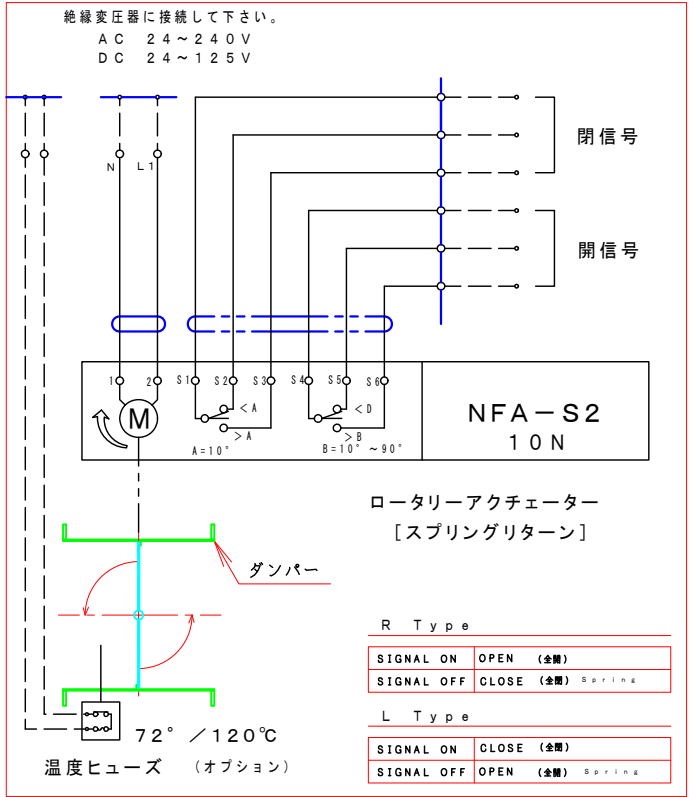 絶縁変圧器に接続して下さい。
AC 24~240V
DC 24~125V
閉信号
N L1
開信号
1 2 S1 S2 S3 S4 S5 S6
M
<A
>A
A=10°
<D
>B
B=10° ~90°
NFA-S2
10N
ロータリーアクチェーター
[スプリングリターン]
ダンパー
R Type
SIGNAL ON OPEN (全開)
SIGNAL OFF CLOSE (全閉) Spring
L Type
SIGNAL ON CLOSE (全閉)
SIGNAL OFF OPEN (全開) Spring
72° /120℃
温度ヒューズ (オプション)